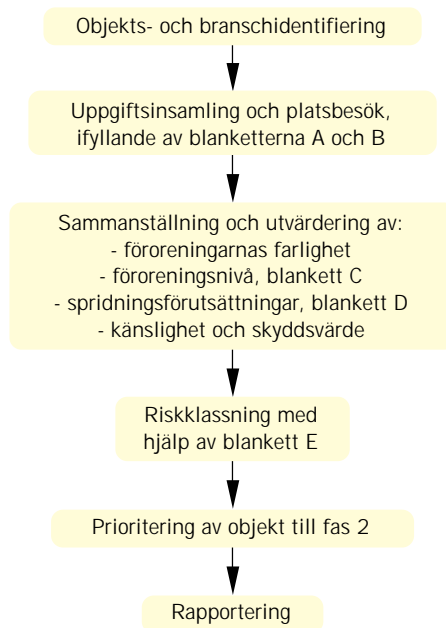 Objekts- och branschidentifiering
Uppgiftsinsamling och platsbesök,
ifyllande av blanketterna A och B
Sammanställning och utvärdering av:
- föroreningarnas farlighet
- föroreningsnivå, blankett C
- spridningsförutsättningar, blankett D
- känslighet och skyddsvärde
Riskklassning med
hjälp av blankett E
Prioritering av objekt till fas 2
Rapportering